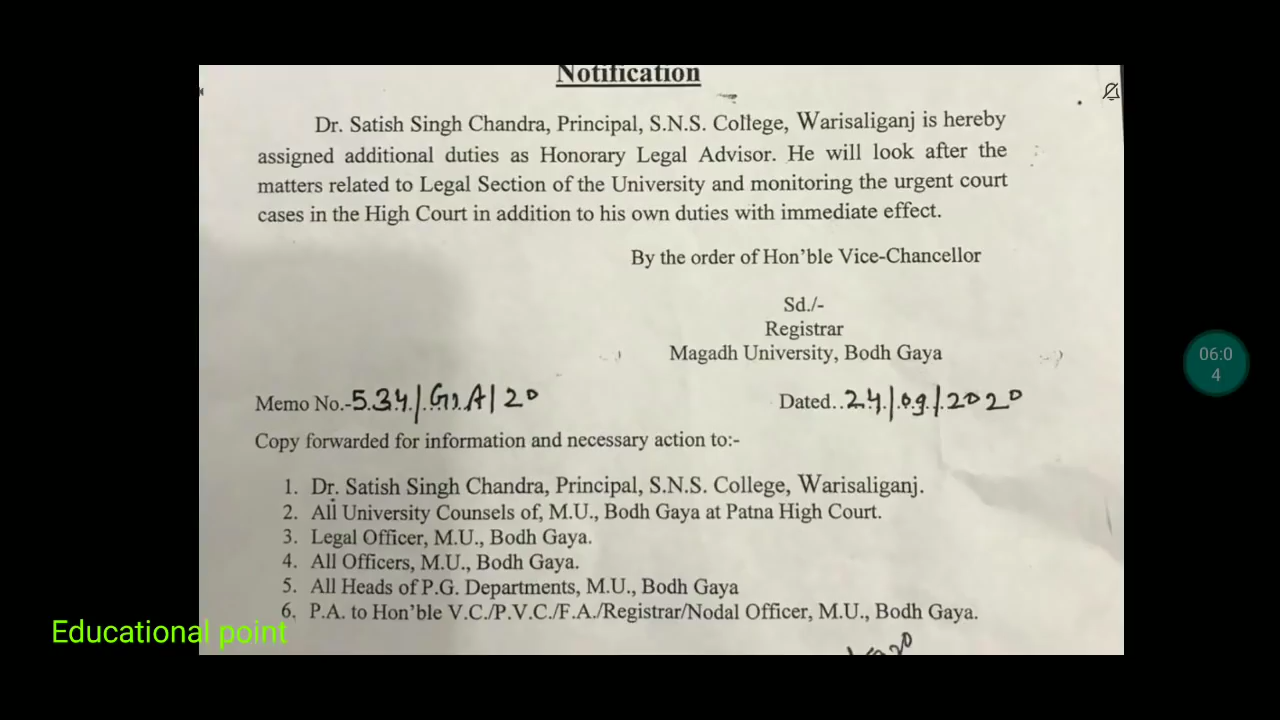 Notification
Dr. Satish Singh Chandra, Principal, S.N.S. College, Warisaliganj is hereby
assigned additional duties as Honorary Legal Advisor. He will look after the
matters related to Legal Section of the University and monitoring the urgent court
cases in the High Court in addition to his own duties with immediate effect.
By the order of Hon'ble Vice-Chancellor
Sd./-
Registrar
Magadh University, Bodh Gaya
Memo No.-534/G1A/20 Dated..24/09/2020
Copy forwarded for information and necessary action to:-
1. Dr. Satish Singh Chandra, Principal, S.N.S. College, Warisaliganj.
2. All University Counsels of, M.U., Bodh Gaya at Patna High Court.
3. Legal Officer, M.U., Bodh Gaya.
4. All Officers, M.U., Bodh Gaya.
5. All Heads of P.G. Departments, M.U., Bodh Gaya
6. P.A. to Hon'ble V.C./P.V.C./F.A./Registrar/Nodal Officer, M.U., Bodh Gaya.
Educational point
06:0
4